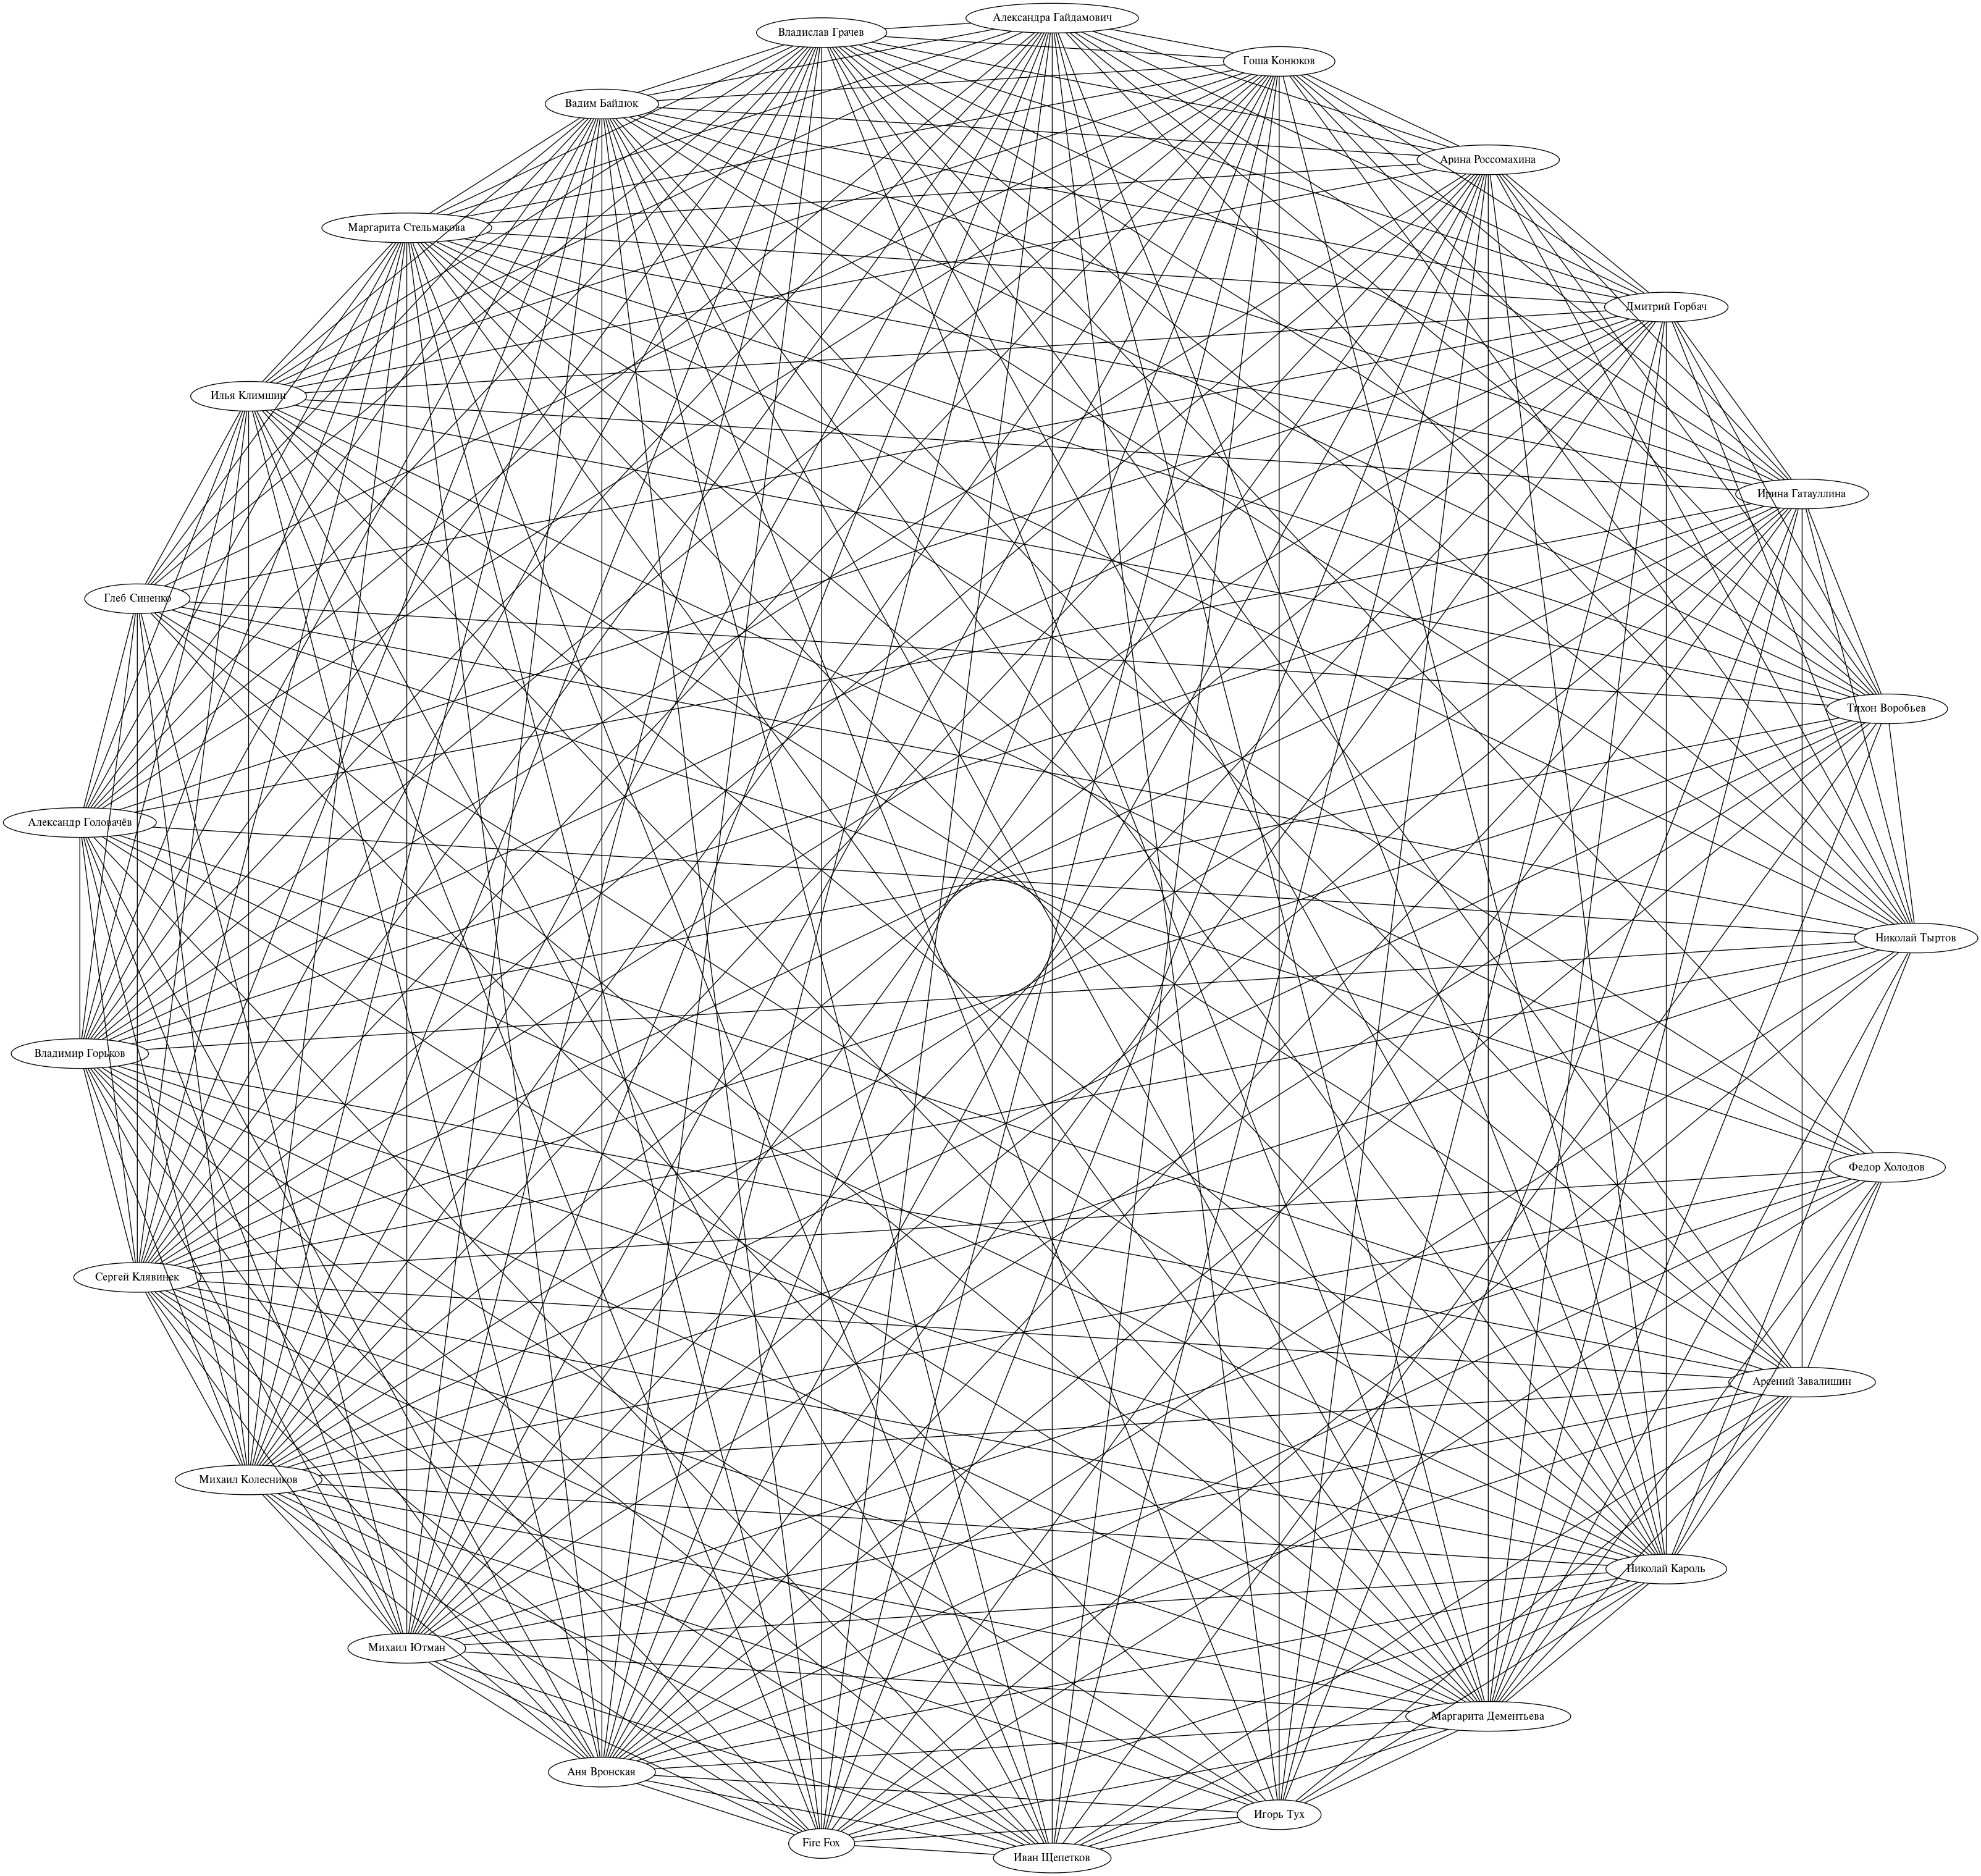 Александра Гайдамович
Владислав Грачев
Гоша Конюков
Вадим Байдюк
Арина Россомахина
Маргарита Стельмакова
Дмитрий Горбач
Илья Климшин
Ирина Гатауллина
Глеб Синенко
Тихон Воробьев
Александр Головачёв
Николай Тыртов
Владимир Горьков
Федор Холодов
Сергей Клявинек
Арсений Завалишин
Михаил Колесников
Николай Кароль
Михаил Ютман
Маргарита Дементьева
Аня Вронская
Игорь Тух
Fire Fox
Иван Щепетков